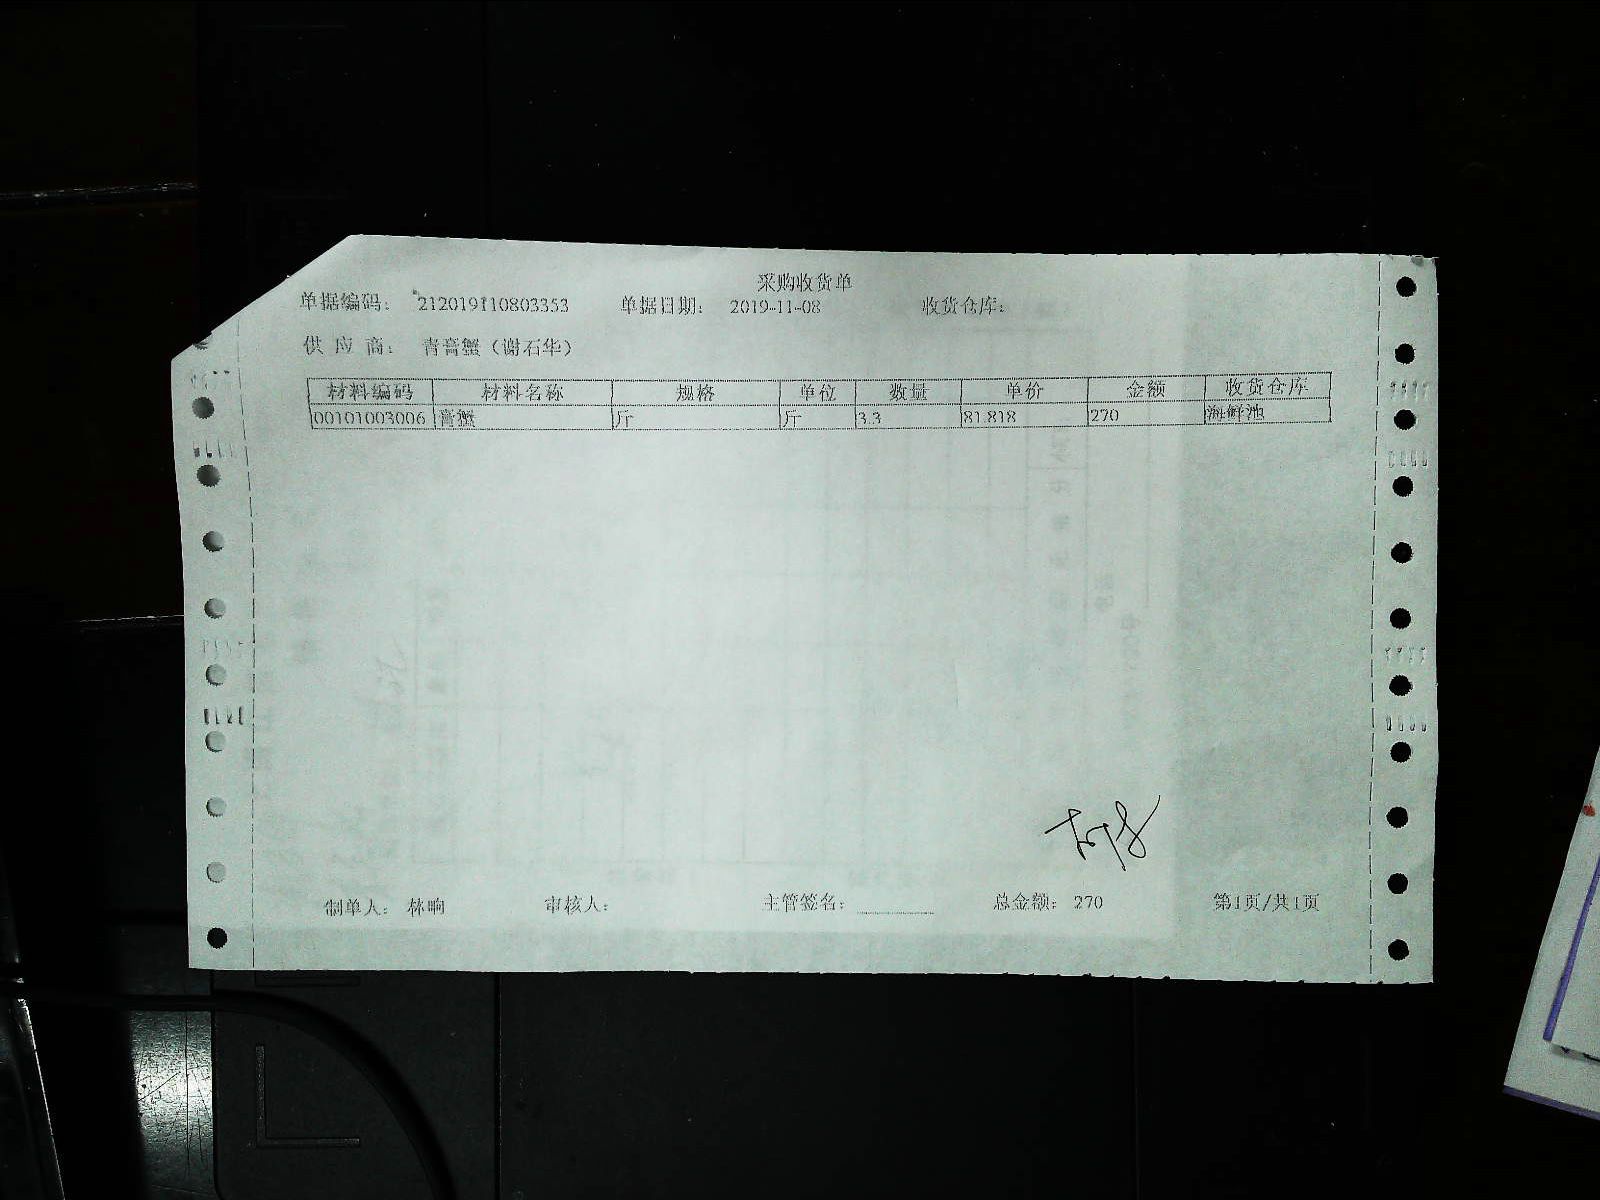 采购收货单
单据编码： 212019110803353 单据日期： 2019-11-08 收货仓库：
供应商： 青膏蟹（谢石华）
材料编码 材料名称 规格 单位 数量 单价 金额 收货仓库
00101003006 膏蟹 斤 斤 3.3 81.818 270 海鲜池
制单人： 林晌 审核人： 主管签名： 总金额： 270 第1页/共1页